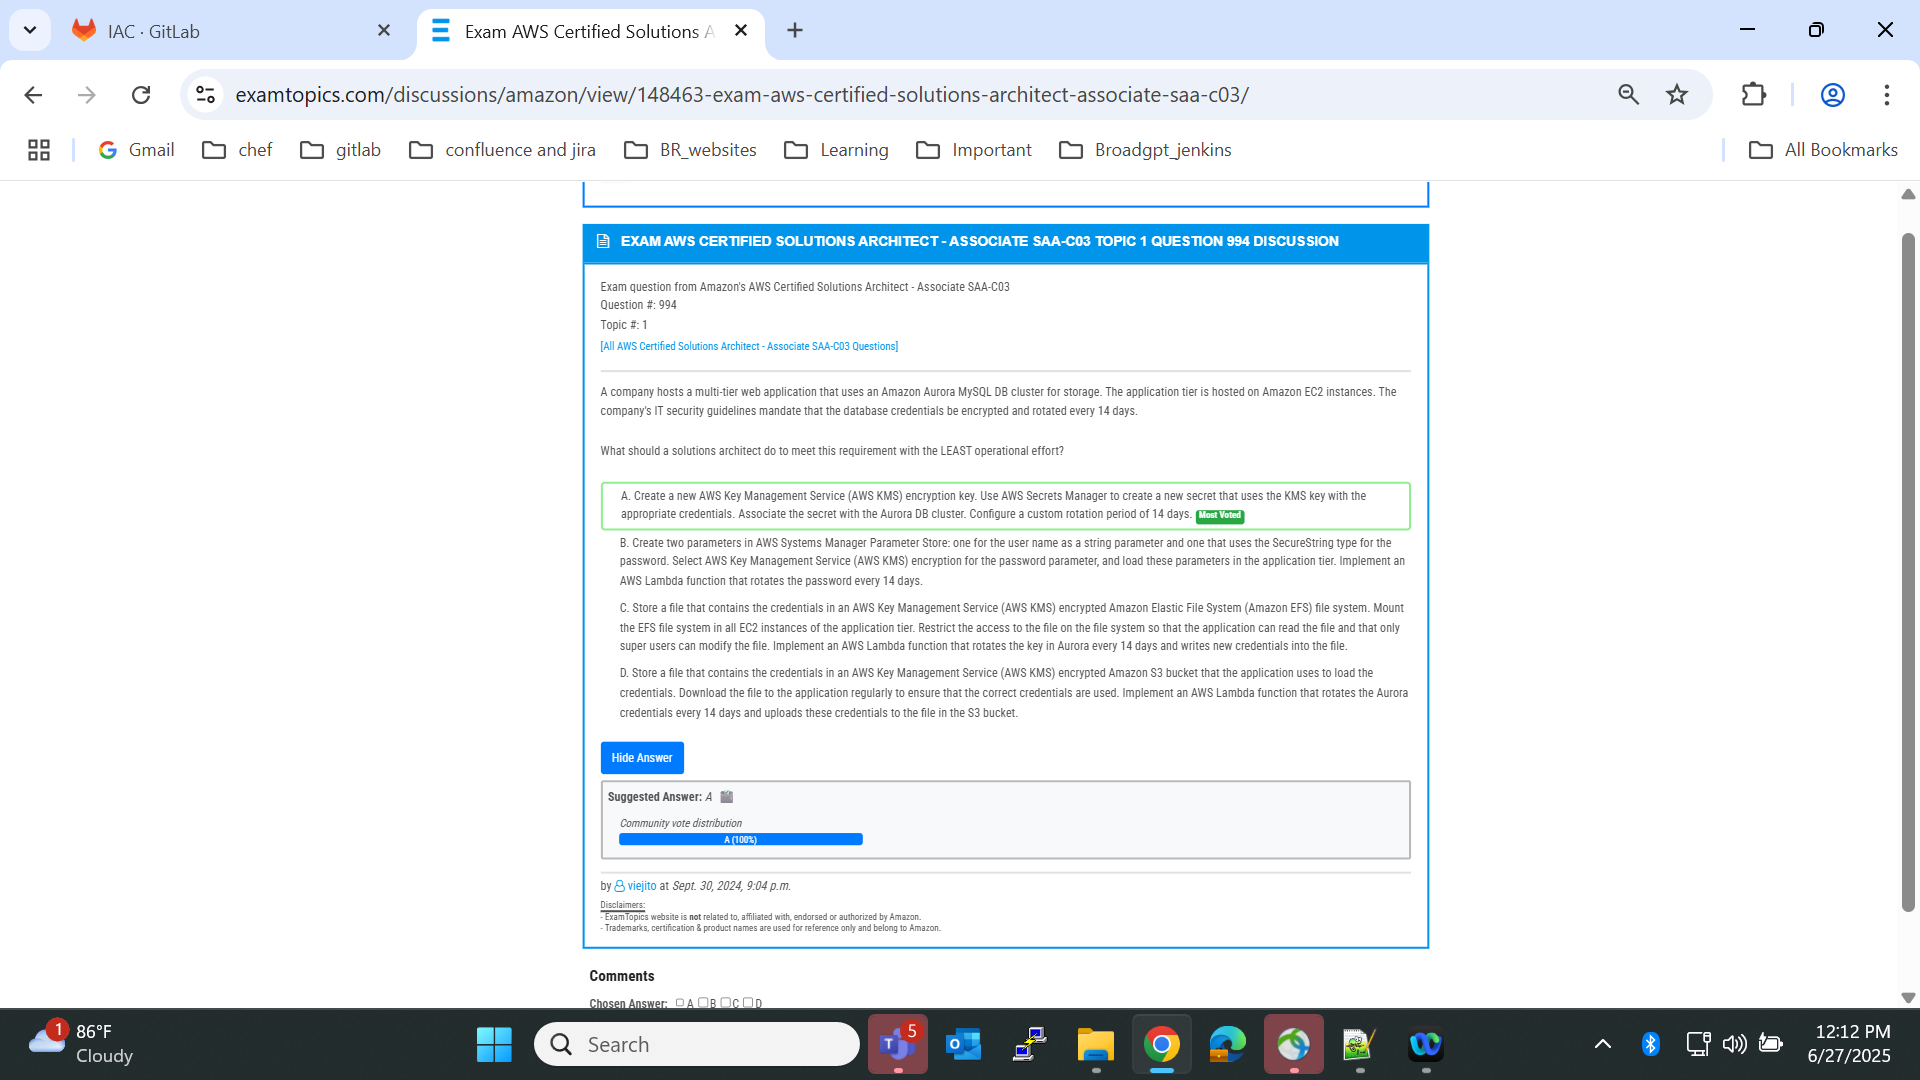 IAC · GitLab
Exam AWS Certified Solutions A
examtopics.com/discussions/amazon/view/148463-exam-aws-certified-solutions-architect-associate-saa-c03/
Gmail
chef
gitlab
confluence and jira
BR_websites
Learning
Important
Broadgpt_jenkins
All Bookmarks
EXAM AWS CERTIFIED SOLUTIONS ARCHITECT - ASSOCIATE SAA-C03 TOPIC 1 QUESTION 994 DISCUSSION
Exam question from Amazon's AWS Certified Solutions Architect - Associate SAA-C03
Question #: 994
Topic #: 1
[All AWS Certified Solutions Architect - Associate SAA-C03 Questions]
A company hosts a multi-tier web application that uses an Amazon Aurora MySQL DB cluster for storage. The application tier is hosted on Amazon EC2 instances. The
company's IT security guidelines mandate that the database credentials be encrypted and rotated every 14 days.
What should a solutions architect do to meet this requirement with the LEAST operational effort?
A. Create a new AWS Key Management Service (AWS KMS) encryption key. Use AWS Secrets Manager to create a new secret that uses the KMS key with the
appropriate credentials. Associate the secret with the Aurora DB cluster. Configure a custom rotation period of 14 days. Most Voted
B. Create two parameters in AWS Systems Manager Parameter Store: one for the user name as a string parameter and one that uses the SecureString type for the
password. Select AWS Key Management Service (AWS KMS) encryption for the password parameter, and load these parameters in the application tier. Implement an
AWS Lambda function that rotates the password every 14 days.
C. Store a file that contains the credentials in an AWS Key Management Service (AWS KMS) encrypted Amazon Elastic File System (Amazon EFS) file system. Mount
the EFS file system in all EC2 instances of the application tier. Restrict the access to the file on the file system so that the application can read the file and that only
super users can modify the file. Implement an AWS Lambda function that rotates the key in Aurora every 14 days and writes new credentials into the file.
D. Store a file that contains the credentials in an AWS Key Management Service (AWS KMS) encrypted Amazon S3 bucket that the application uses to load the
credentials. Download the file to the application regularly to ensure that the correct credentials are used. Implement an AWS Lambda function that rotates the Aurora
credentials every 14 days and uploads these credentials to the file in the S3 bucket.
Hide Answer
Suggested Answer: A
Community vote distribution
A (100%)
by viejito at Sept. 30, 2024, 9:04 p.m.
Disclaimers:
- ExamTopics website is not related to, affiliated with, endorsed or authorized by Amazon.
- Trademarks, certification & product names are used for reference only and belong to Amazon.
Comments
Chosen Answer: A B C D
1
86°F
Cloudy
Search
5
12:12 PM
6/27/2025